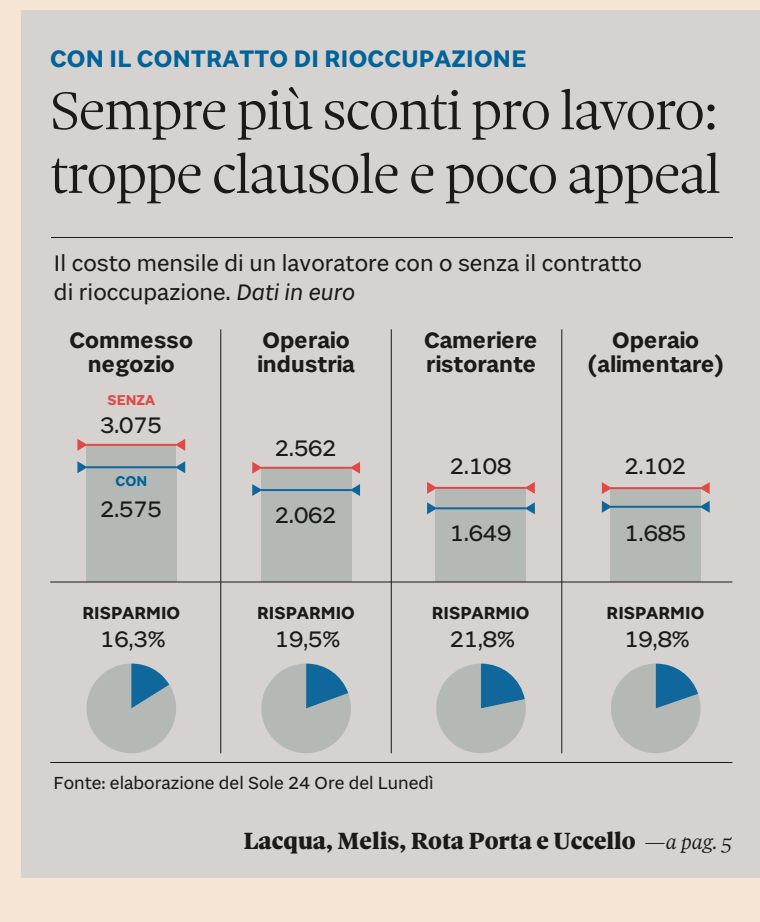 CON IL CONTRATTO DI RIOCCUPAZIONE
Sempre più sconti pro lavoro:
troppe clausole e poco appeal
Il costo mensile di un lavoratore con o senza il contratto
di rioccupazione. Dati in euro
Commesso
negozio
SENZA
3.075
CON
2.575
RISPARMIO
16,3%
Operaio
industria
2.562
2.062
RISPARMIO
19,5%
Cameriere
ristorante
2.108
1.649
RISPARMIO
21,8%
Operaio
(alimentare)
2.102
1.685
RISPARMIO
19,8%
Fonte: elaborazione del Sole 24 Ore del Lunedì
Lacqua, Melis, Rota Porta e Uccello —a pag. 5